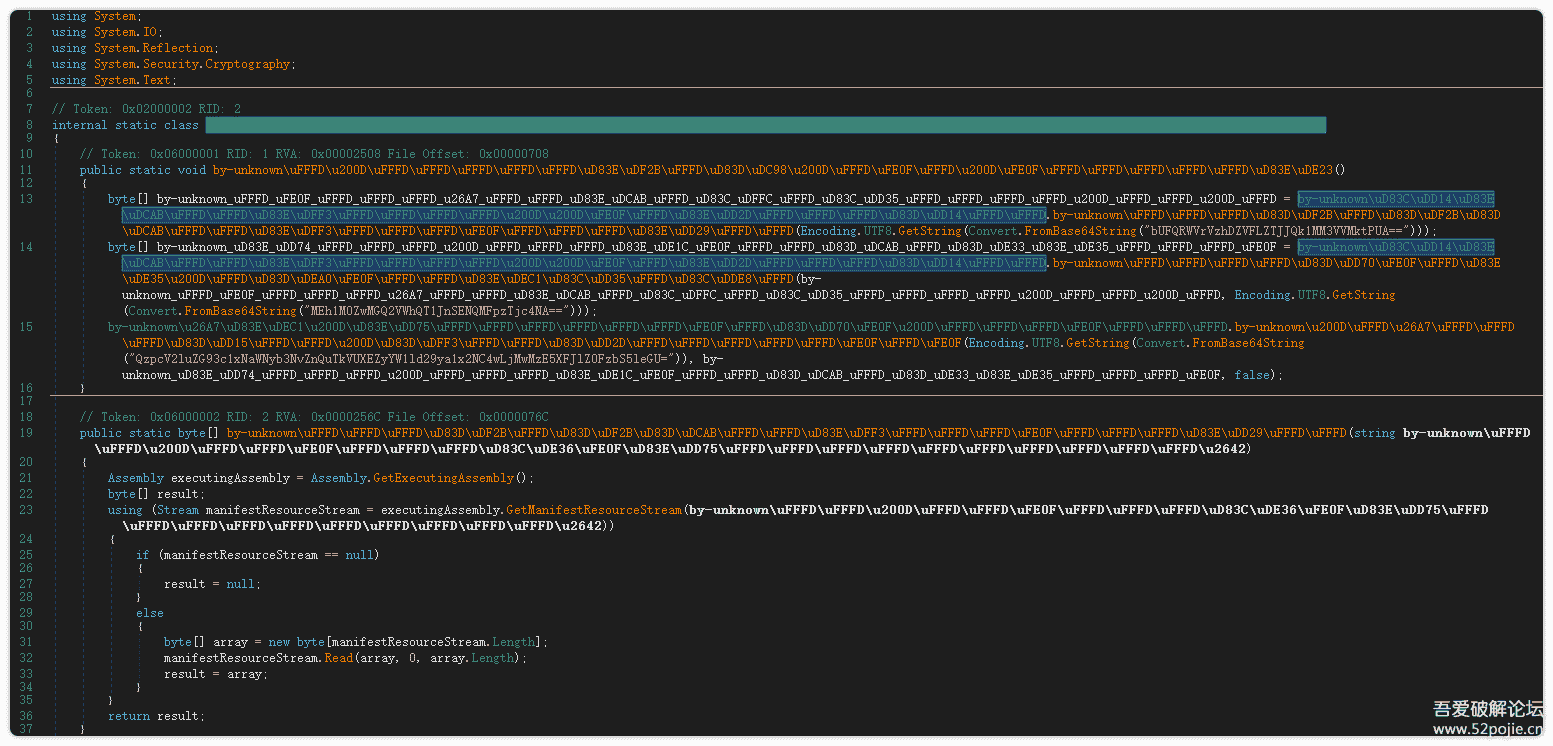 1 using System;
2 using System.IO;
3 using System.Reflection;
4 using System.Security.Cryptography;
5 using System.Text;
6
7 // Token: 0x02000002 RID: 2
8 internal static class
9 {
10 // Token: 0x06000001 RID: 1 RVA: 0x00002508 File Offset: 0x00000708
11 public static void by-unknown\uFFFD\u200D\uFFFD\uFFFD\uFFFD\uFFFD\uFFFD\uD83E\uDF2B\uFFFD\uD83D\uDC98\u200D\uFFFD\uFFFD\uFE0F\uFFFD\u200D\uFE0F\uFFFD\uFFFD\uFFFD\uFFFD\uFFFD\uD83E\uDE23()
12 {
13 byte[] by-unknown_uFFFD_uFE0F_uFFFD_uFFFD_u26A7_uFFFD_uFFFD_uD83E_uDCAB_uFFFD_uD83C_uDFFC_uFFFD_uD83C_uDD35_uFFFD_uFFFD_uFFFD_uFFFD_u200D_uFFFD_uFFFD_u200D_uFFFD = by-unknown\uD83C\uDD14\uD83E
\uDCAB\uFFFD\uFFFD\uD83E\uDFF3\uFFFD\uFFFD\uFFFD\uFFFD\u200D\u200D\uFE0F\uFFFD\uD83E\uDD2D\uFFFD\uFFFD\uFFFD\uFFFD\uD83D\uDD14\uFFFD\uFFFD.by-unknown\uFFFD\uFFFD\uFFFD\uD83D\uDF2B\uFFFD\uD83D\uDF2B\uD83D
\uDCAB\uFFFD\uFFFD\uD83E\uDFF3\uFFFD\uFFFD\uFFFD\uFE0F\uFFFD\uFFFD\uFFFD\uD83E\uDD29\uFFFD\uFFFD(Encoding.UTF8.GetString(Convert.FromBase64String("bUFQRWVrVzhDZVFLZTJJQk1MM3VVMktPUA==")));
14 byte[] by-unknown_uD83E_uDD74_uFFFD_uFFFD_uFFFD_u200D_uFFFD_uFFFD_uFFFD_uD83E_uDE1C_uFE0F_uFFFD_uFFFD_uD83D_uDCAB_uFFFD_uD83D_uDE33_uD83E_uDE35_uFFFD_uFFFD_uFFFD_uFE0F = by-unknown\uD83C\uDD14\uD83E
\uDCAB\uFFFD\uFFFD\uD83E\uDFF3\uFFFD\uFFFD\uFFFD\uFFFD\u200D\u200D\uFE0F\uFFFD\uD83E\uDD2D\uFFFD\uFFFD\uFFFD\uFFFD\uD83D\uDD14\uFFFD\uFFFD.by-unknown\uFFFD\uFFFD\uFFFD\uFFFD\uD83D\uDD70\uFE0F\uFFFD\uD83E
\uDE35\u200D\uFFFD\uD83D\uDEA0\uFE0F\uFFFD\uFFFD\uD83E\uDEC1\uD83C\uDD35\uFFFD\uD83C\uDDE8\uFFFD(by-
unknown_uFFFD_uFE0F_uFFFD_uFFFD_u26A7_uFFFD_uFFFD_uD83E_uDCAB_uFFFD_uD83C_uDFFC_uFFFD_uD83C_uDD35_uFFFD_uFFFD_uFFFD_uFFFD_u200D_uFFFD_uFFFD_u200D_uFFFD, Encoding.UTF8.GetString
(Convert.FromBase64String("MEh1MOZwMGQ2VWhQT1JnSENQMFpzTjc4NA==")));
15 by-unknown\u26A7\uD83E\uDEC1\u200D\uD83E\uDD75\uFFFD\uFFFD\uFFFD\uFFFD\uFFFD\uFE0F\uFFFD\uD83D\uDD70\uFE0F\u200D\uFFFD\uFFFD\uFFFD\uFE0F\uFFFD\uFFFD\uFFFD.by-unknown\u200D\uFFFD\u26A7\uFFFD\uFFFD
\uFFFD\uFFFD\uD83D\uDD15\uFFFD\uFFFD\u200D\uD83D\uDFF3\uFFFD\uFFFD\uD83D\uDD2D\uFFFD\uFFFD\uFFFD\uFFFD\uFE0F\uFE0F\uFFFD\uFE0F(Encoding.UTF8.GetString(Convert.FromBase64String
("QzpcV2luZG93c1xNaWNyb3NvZnQuTkVUXEZyYW1ld29ya1x2NC4wLjMwMzE5XFJlZ0FzbS5leGU=")), by-
unknown_uD83E_uDD74_uFFFD_uFFFD_uFFFD_u200D_uFFFD_uFFFD_uFFFD_uD83E_uDE1C_uFE0F_uFFFD_uFFFD_uD83D_uDCAB_uFFFD_uD83D_uDE33_uD83E_uDE35_uFFFD_uFFFD_uFFFD_uFE0F, false);
16 }
17
18 // Token: 0x06000002 RID: 2 RVA: 0x0000256C File Offset: 0x0000076C
19 public static byte[] by-unknown\uFFFD\uFFFD\uFFFD\uD83D\uDF2B\uFFFD\uD83D\uDF2B\uD83D\uDCAB\uFFFD\uFFFD\uD83E\uDFF3\uFFFD\uFFFD\uFFFD\uFE0F\uFFFD\uFFFD\uFFFD\uD83E\uDD29\uFFFD\uFFFD(string by-unknown\uFFFD
\uFFFD\u200D\uFFFD\uFFFD\uFE0F\uFFFD\uFFFD\uFFFD\uD83C\uDE36\uFE0F\uD83E\uDD75\uFFFD\uFFFD\uFFFD\uFFFD\uFFFD\uFFFD\uFFFD\uFFFD\uFFFD\uFFFD\u2642)
20 {
21 Assembly executingAssembly = Assembly.GetExecutingAssembly();
22 byte[] result;
23 using (Stream manifestResourceStream = executingAssembly.GetManifestResourceStream(by-unknown\uFFFD\uFFFD\u200D\uFFFD\uFFFD\uFE0F\uFFFD\uFFFD\uFFFD\uD83C\uDE36\uFE0F\uD83E\uDD75\uFFFD
\uFFFD\uFFFD\uFFFD\uFFFD\uFFFD\uFFFD\uFFFD\uFFFD\uFFFD\u2642))
24 {
25 if (manifestResourceStream == null)
26 {
27 result = null;
28 }
29 else
30 {
31 byte[] array = new byte[manifestResourceStream.Length];
32 manifestResourceStream.Read(array, 0, array.Length);
33 result = array;
34 }
35 }
36 return result;
37 }
吾爱破解论坛
www.52pojie.cn